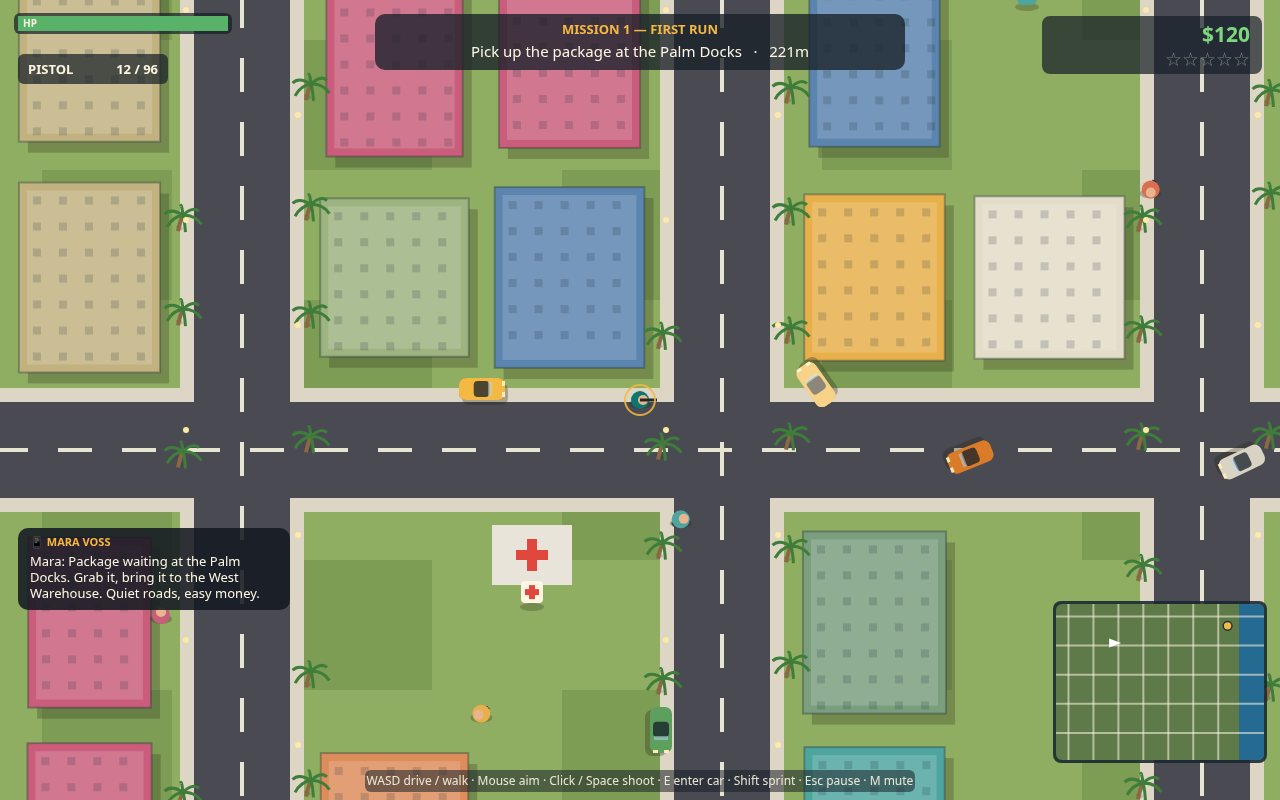 HP
PISTOL 12 / 96
MISSION 1 — FIRST RUN
Pick up the package at the Palm Docks · 221m
$120
☆☆☆☆☆
MARA VOSS
Mara: Package waiting at the Palm
Docks. Grab it, bring it to the West
Warehouse. Quiet roads, easy money.
WASD drive / walk · Mouse aim · Click / Space shoot · E enter car · Shift sprint · Esc pause · M mute